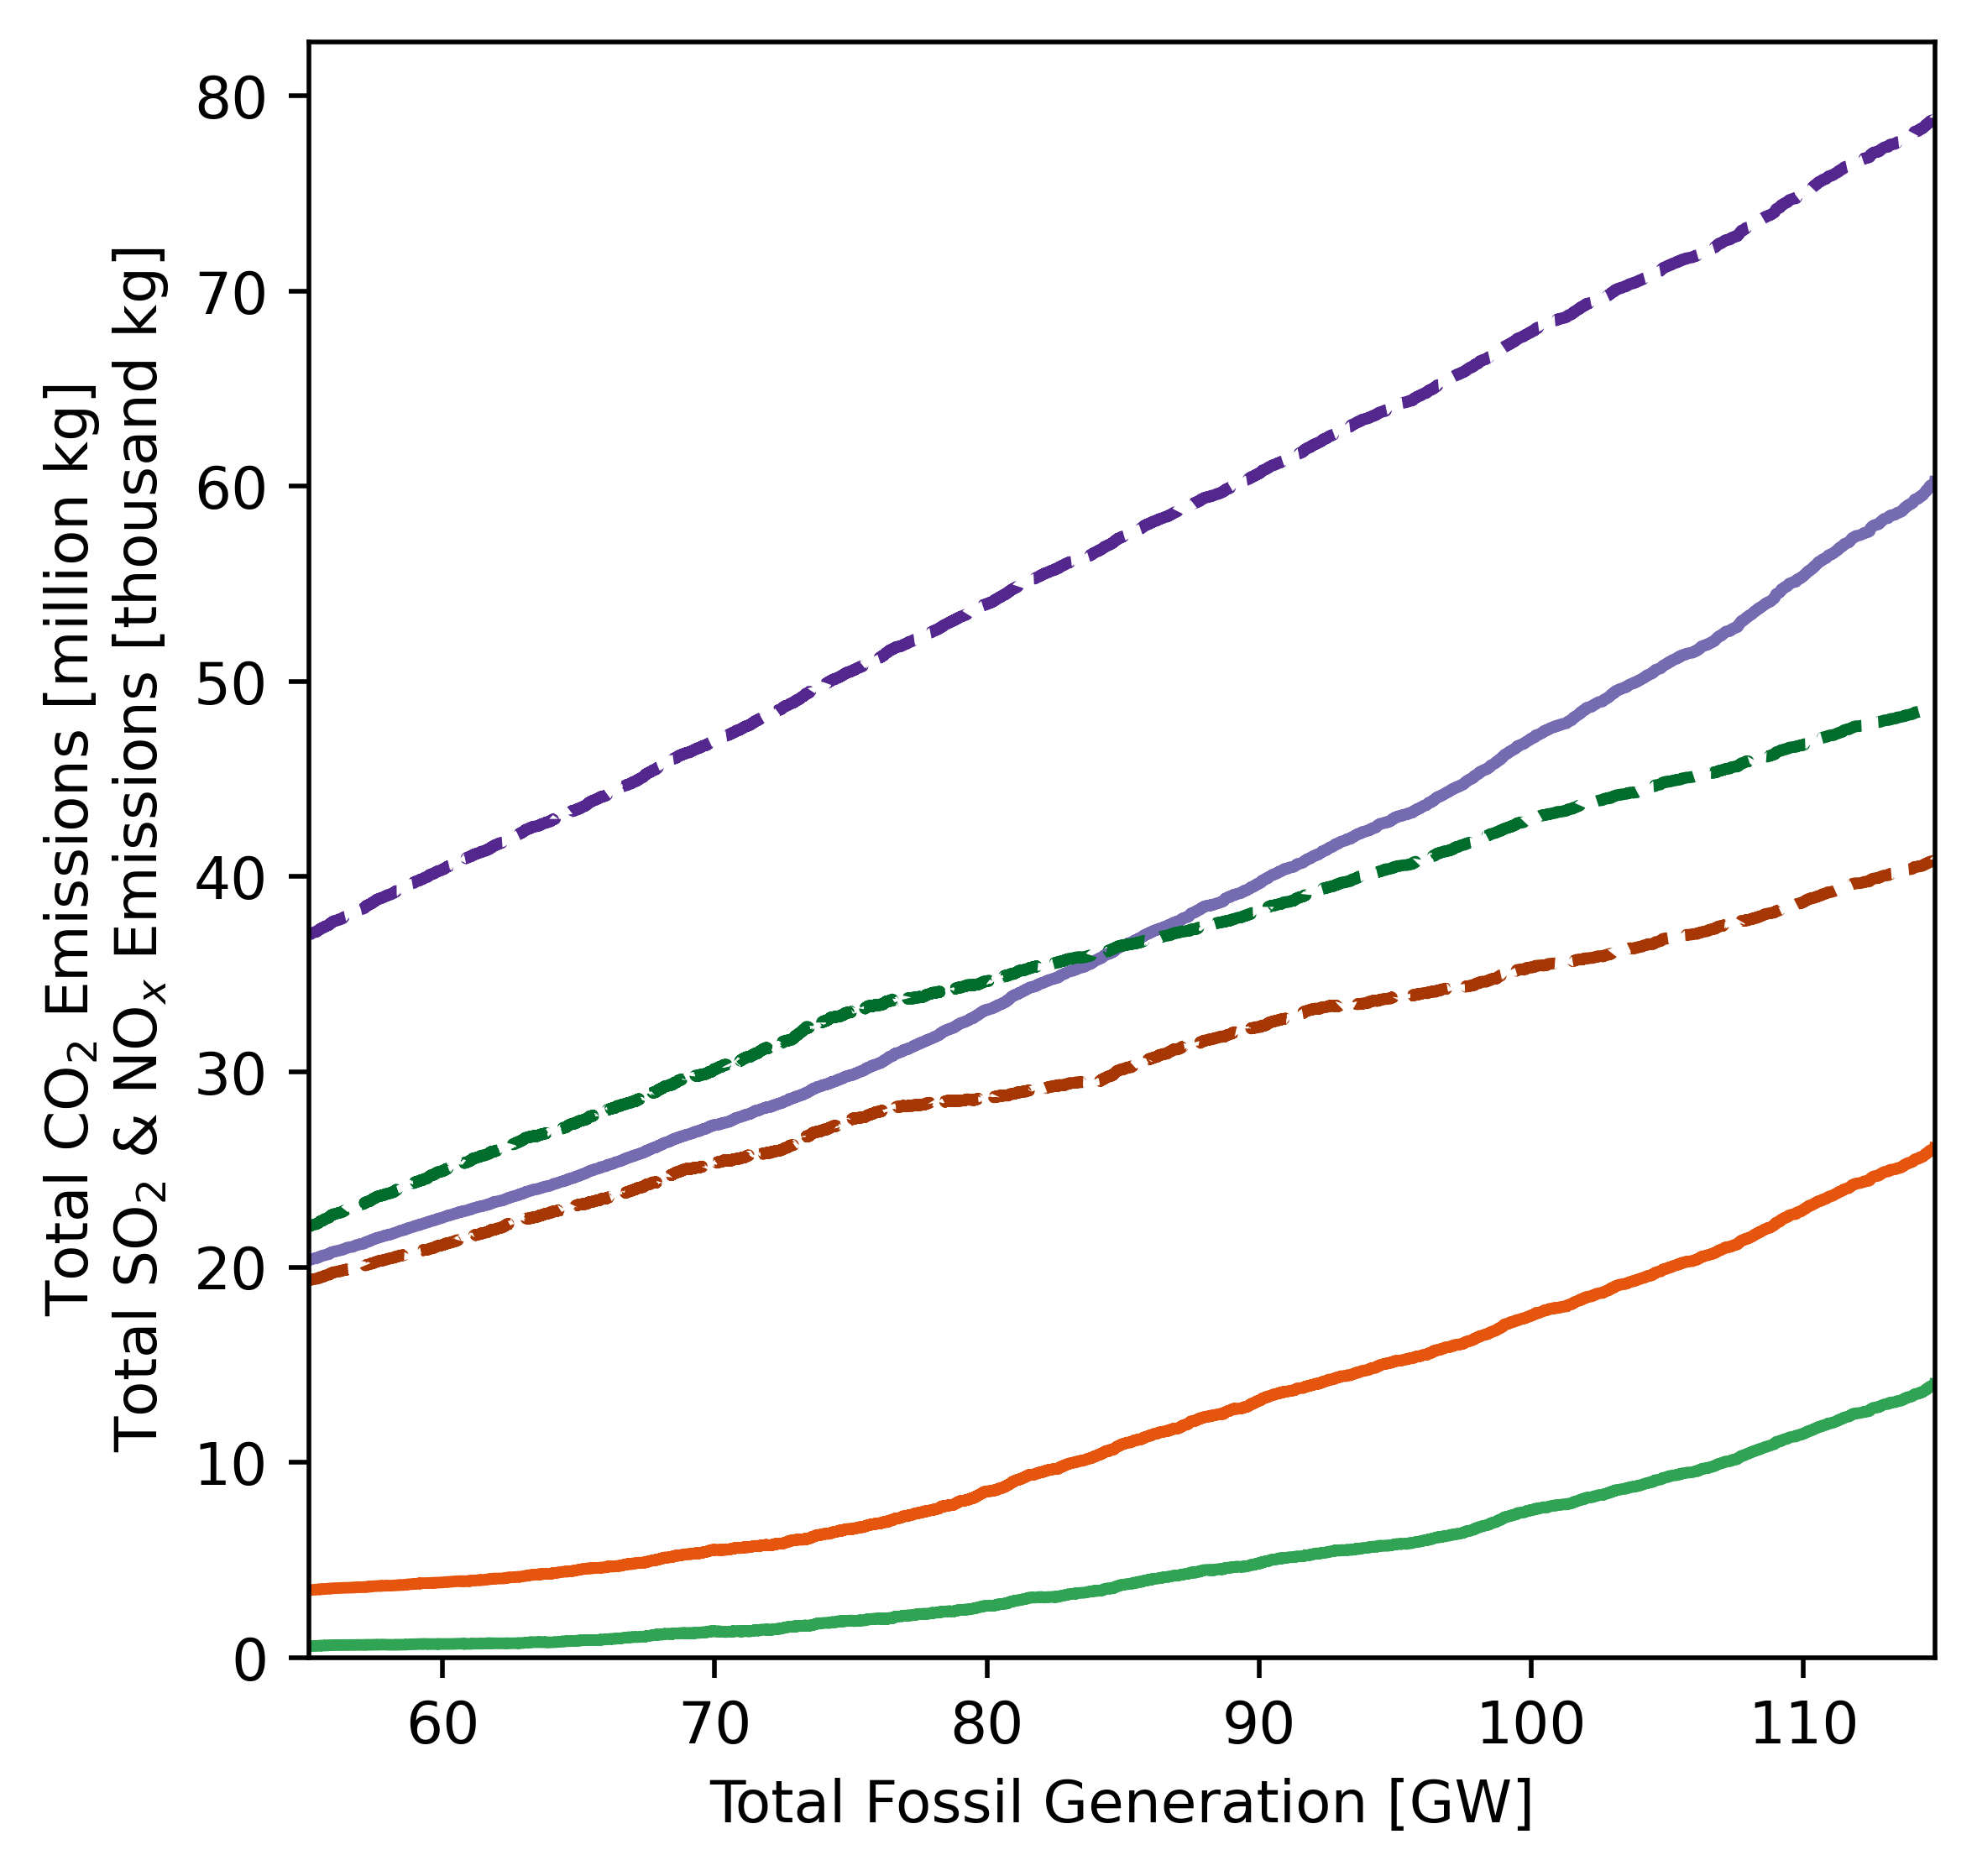 Total CO₂ Emissions [million kg]
Total SO₂ & NOₓ Emissions [thousand kg]
80
70
60
50
40
30
20
10
0
60 70 80 90 100 110
Total Fossil Generation [GW]